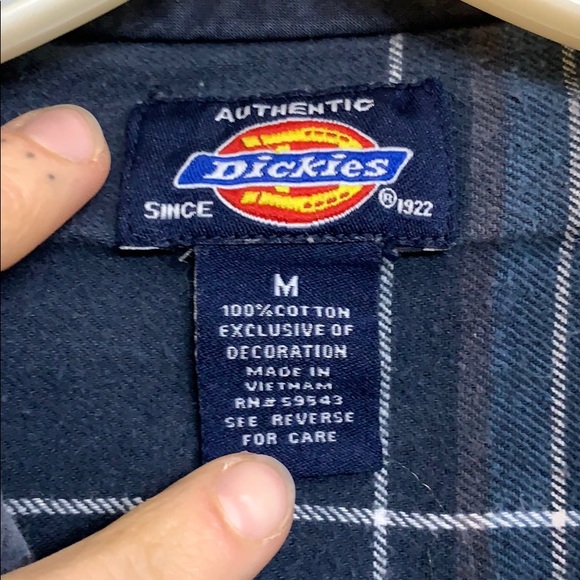 AUTHENTIC
Dickies
SINCE ®1922
M
100% COTTON
EXCLUSIVE OF
DECORATION
MADE IN
VIETNAM
RN# 59543
SEE REVERSE
FOR CARE